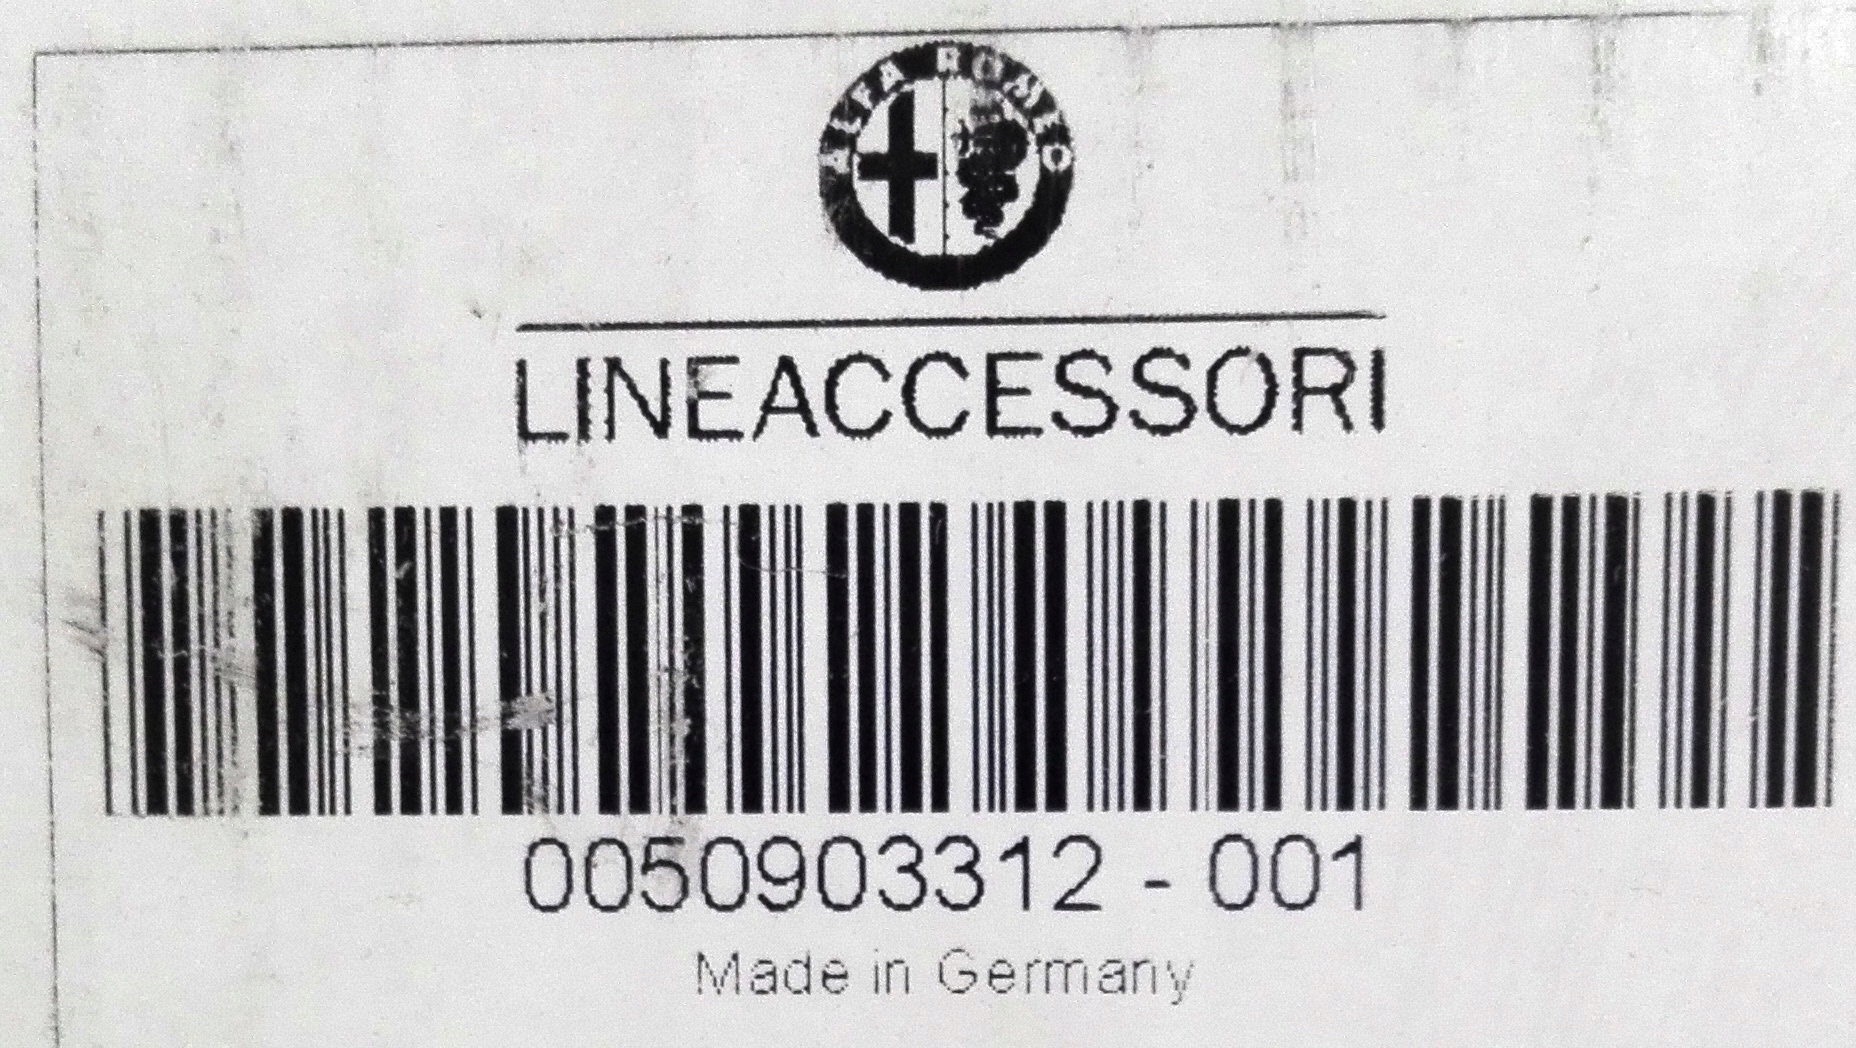 ALFA ROMEO
LINEACCESSORI
0050903312 - 001
Made in Germany